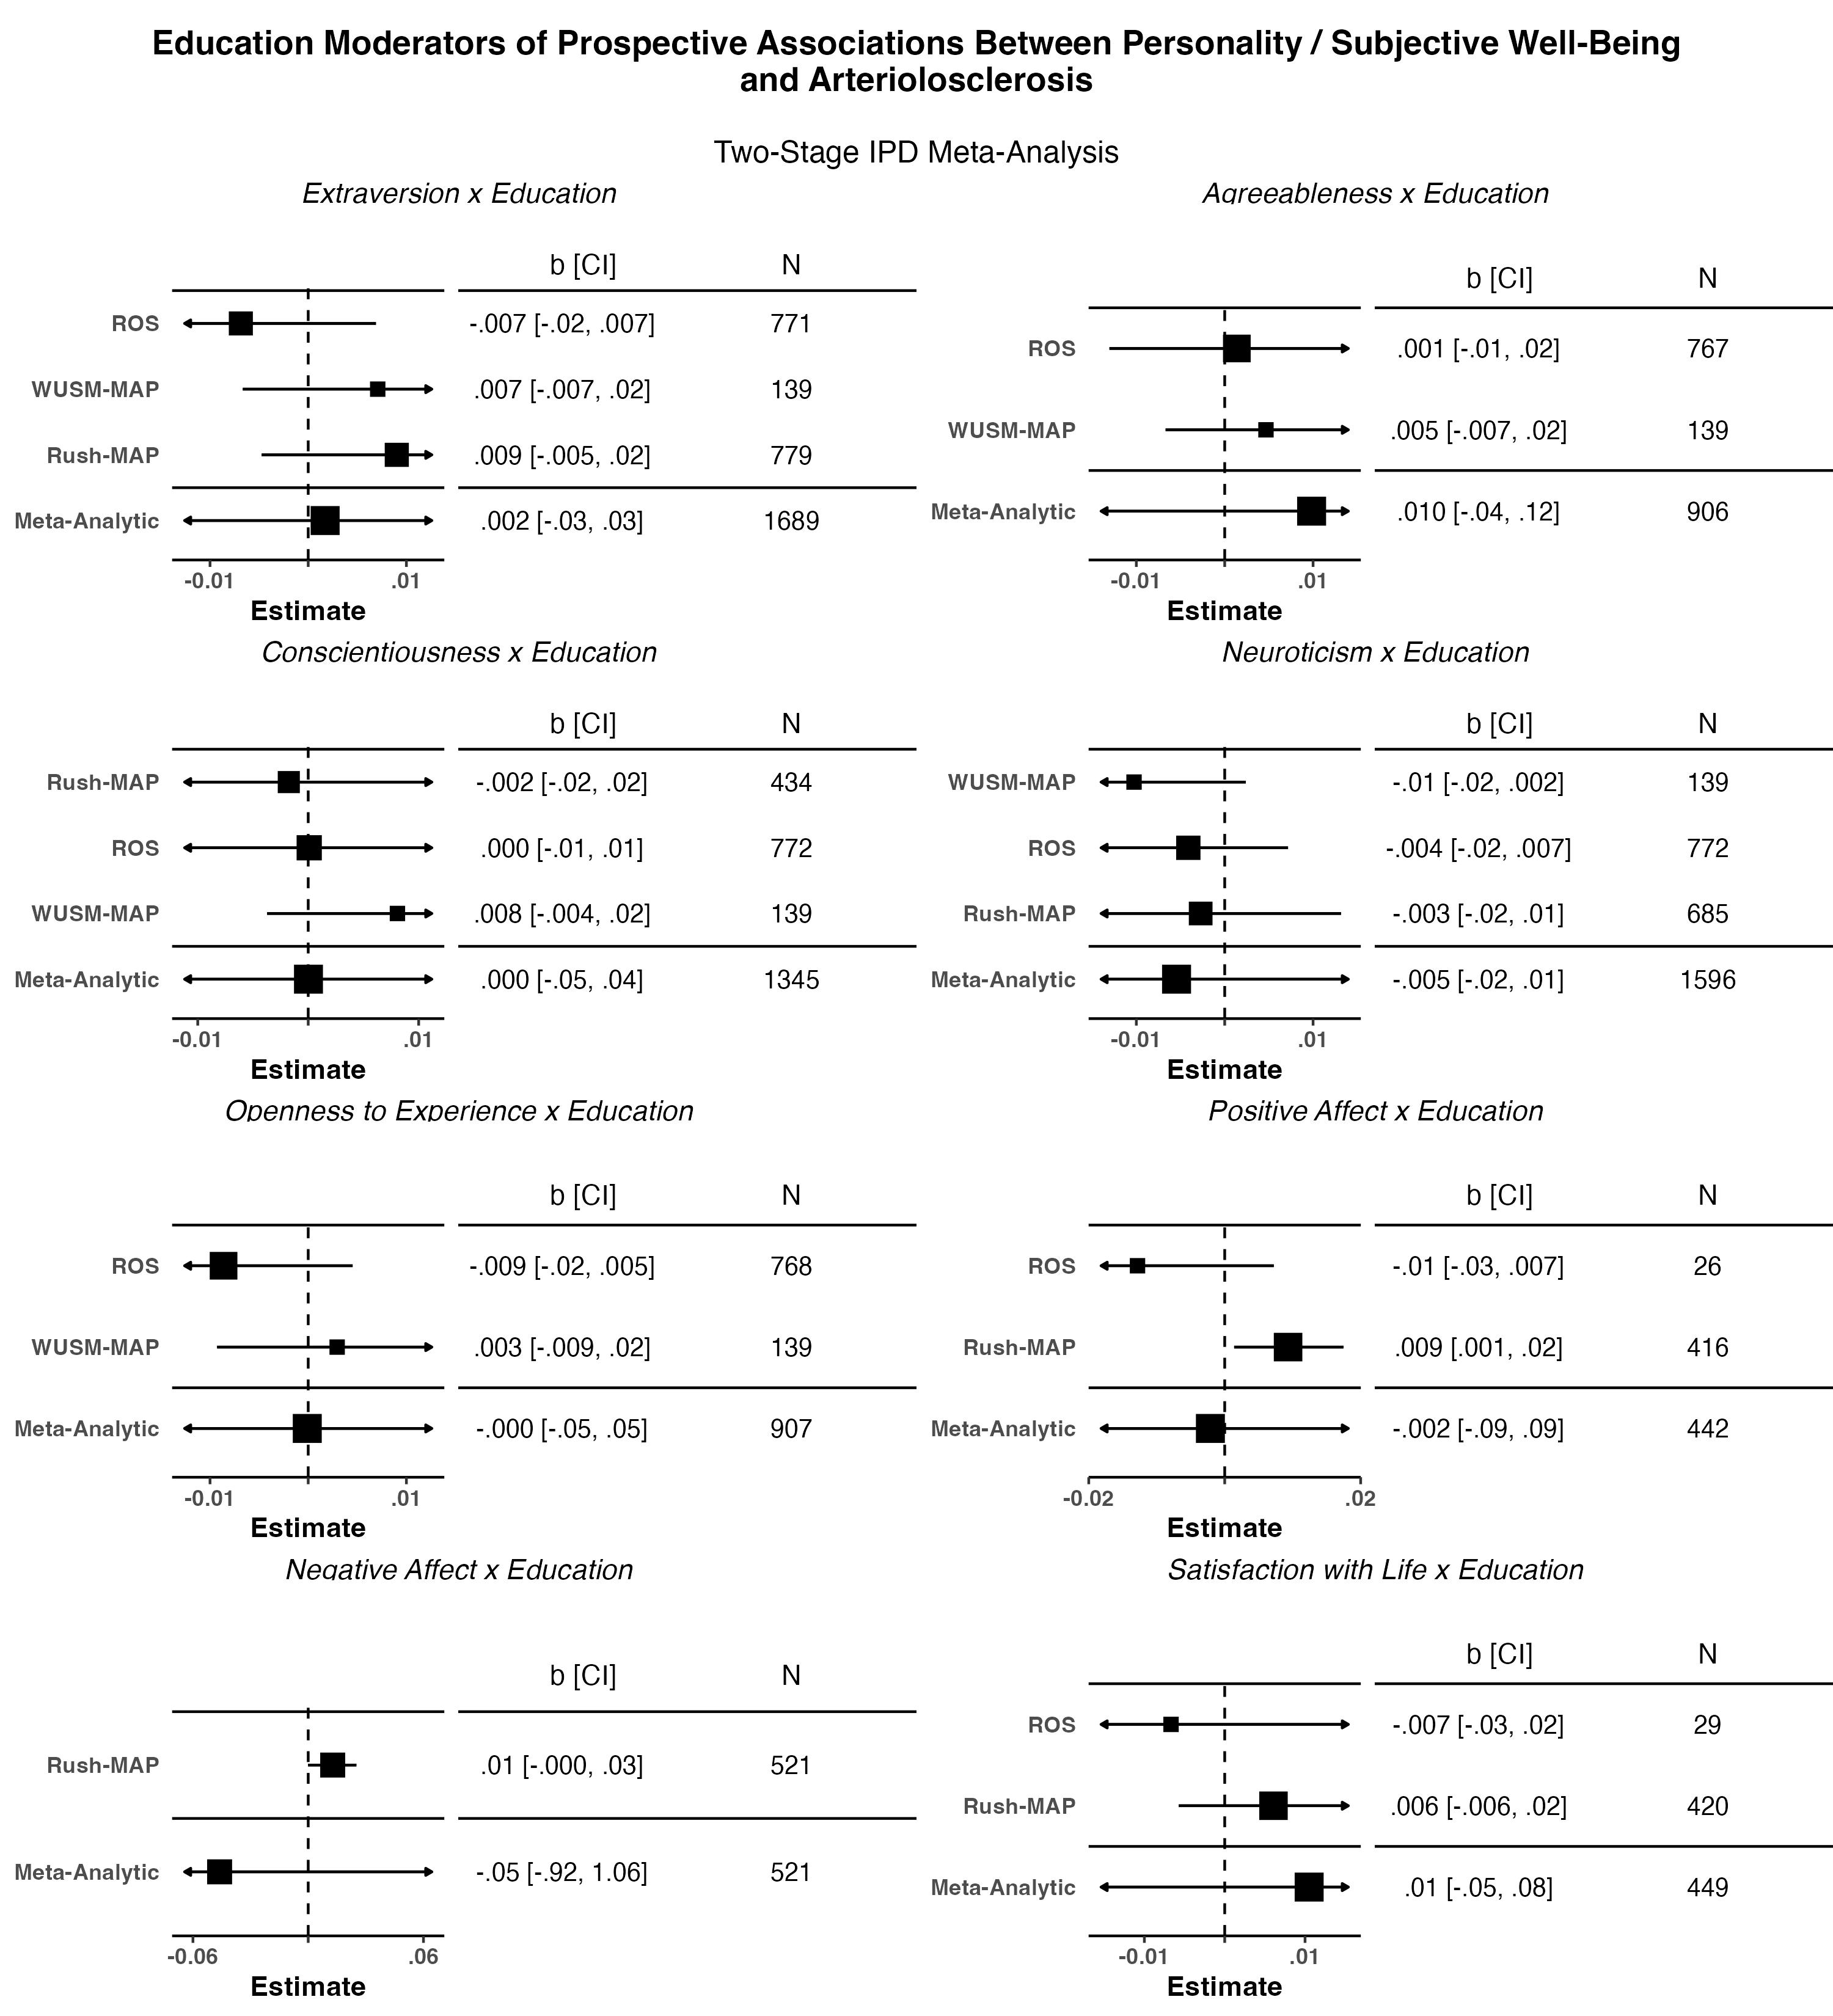 Education Moderators of Prospective Associations Between Personality / Subjective Well-Being
and Arteriolosclerosis
Two-Stage IPD Meta-Analysis
Extraversion x Education
b [CI] N
ROS -.007 [-.02, .007] 771
WUSM-MAP .007 [-.007, .02] 139
Rush-MAP .009 [-.005, .02] 779
Meta-Analytic .002 [-.03, .03] 1689
-0.01 .01
Estimate
Agreeableness x Education
b [CI] N
ROS .001 [-.01, .02] 767
WUSM-MAP .005 [-.007, .02] 139
Meta-Analytic .010 [-.04, .12] 906
-0.01 .01
Estimate
Conscientiousness x Education
b [CI] N
Rush-MAP -.002 [-.02, .02] 434
ROS .000 [-.01, .01] 772
WUSM-MAP .008 [-.004, .02] 139
Meta-Analytic .000 [-.05, .04] 1345
-0.01 .01
Estimate
Neuroticism x Education
b [CI] N
WUSM-MAP -.01 [-.02, .002] 139
ROS -.004 [-.02, .007] 772
Rush-MAP -.003 [-.02, .01] 685
Meta-Analytic -.005 [-.02, .01] 1596
-0.01 .01
Estimate
Openness to Experience x Education
b [CI] N
ROS -.009 [-.02, .005] 768
WUSM-MAP .003 [-.009, .02] 139
Meta-Analytic -.000 [-.05, .05] 907
-0.01 .01
Estimate
Positive Affect x Education
b [CI] N
ROS -.01 [-.03, .007] 26
Rush-MAP .009 [.001, .02] 416
Meta-Analytic -.002 [-.09, .09] 442
-0.02 .02
Estimate
Negative Affect x Education
b [CI] N
Rush-MAP .01 [-.000, .03] 521
Meta-Analytic -.05 [-.92, 1.06] 521
-0.06 .06
Estimate
Satisfaction with Life x Education
b [CI] N
ROS -.007 [-.03, .02] 29
Rush-MAP .006 [-.006, .02] 420
Meta-Analytic .01 [-.05, .08] 449
-0.01 .01
Estimate